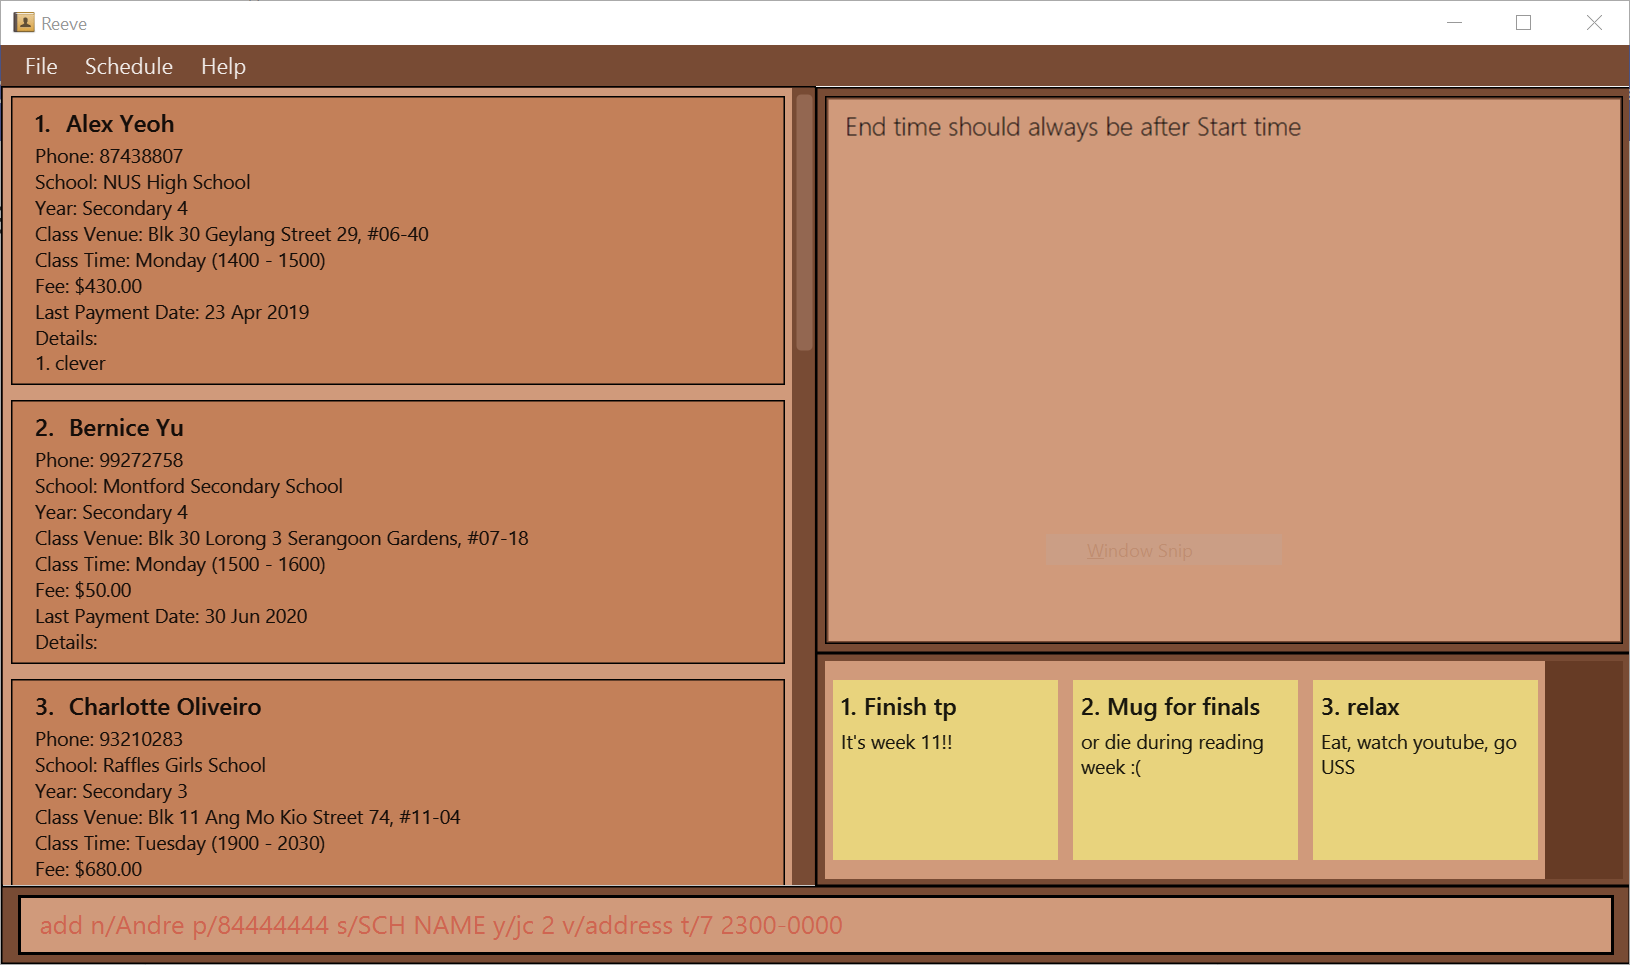 Reeve
File Schedule Help
1. Alex Yeoh
Phone: 87438807
School: NUS High School
Year: Secondary 4
Class Venue: Blk 30 Geylang Street 29, #06-40
Class Time: Monday (1400 - 1500)
Fee: $430.00
Last Payment Date: 23 Apr 2019
Details:
1. clever
2. Bernice Yu
Phone: 99272758
School: Montford Secondary School
Year: Secondary 4
Class Venue: Blk 30 Lorong 3 Serangoon Gardens, #07-18
Class Time: Monday (1500 - 1600)
Fee: $50.00
Last Payment Date: 30 Jun 2020
Details:
3. Charlotte Oliveiro
Phone: 93210283
School: Raffles Girls School
Year: Secondary 3
Class Venue: Blk 11 Ang Mo Kio Street 74, #11-04
Class Time: Tuesday (1900 - 2030)
Fee: $680.00
End time should always be after Start time
Window Snip
1. Finish tp
It's week 11!!
2. Mug for finals
or die during reading
week :(
3. relax
Eat, watch youtube, go
USS
add n/Andre p/84444444 s/SCH NAME y/jc 2 v/address t/7 2300-0000